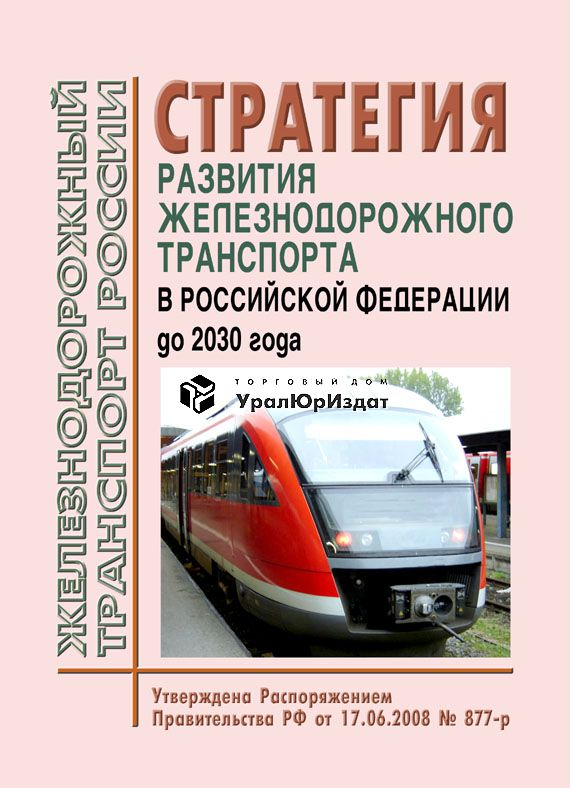 ЖЕЛЕЗНОДОРОЖНЫЙ
ТРАНСПОРТ РОССИИ
СТРАТЕГИЯ
РАЗВИТИЯ
ЖЕЛЕЗНОДОРОЖНОГО
ТРАНСПОРТА
В РОССИЙСКОЙ ФЕДЕРАЦИИ
до 2030 года
ТОРГОВЫЙ ДОМ
УралЮрИздат
Утверждена Распоряжением
Правительства РФ от 17.06.2008 № 877-р